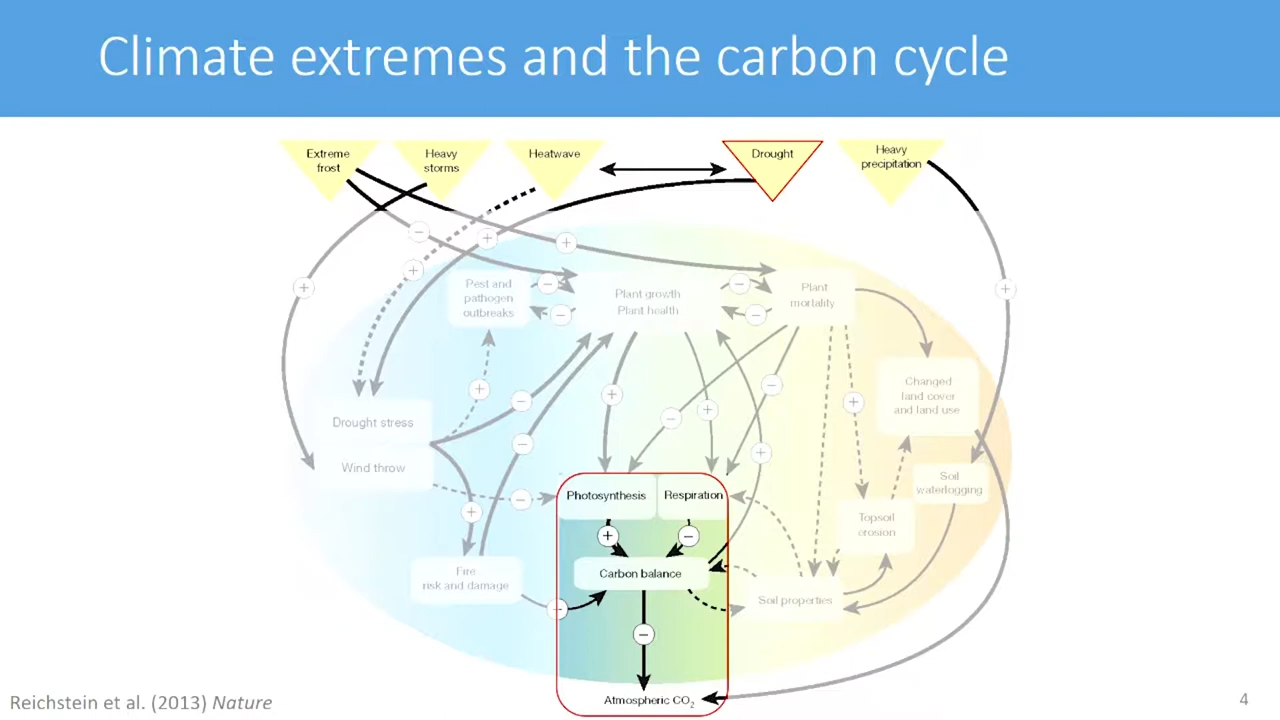 Climate extremes and the carbon cycle
Extreme
frost
Heavy
storms
Heatwave
Drought
Heavy
precipitation
−
+
+
+
+
+
Pest and
pathogen
outbreaks
−
−
Plant growth
Plant health
−
−
Plant
mortality
Changed
land cover
and land use
+
−
+
−
+
−
+
−
+
Drought stress
Wind throw
−
+
Photosynthesis
Respiration
Soil
waterlogging
Topsoil
erosion
+
−
Carbon balance
Fire
risk and damage
+
Soil properties
−
Atmospheric CO₂
Reichstein et al. (2013) Nature
4